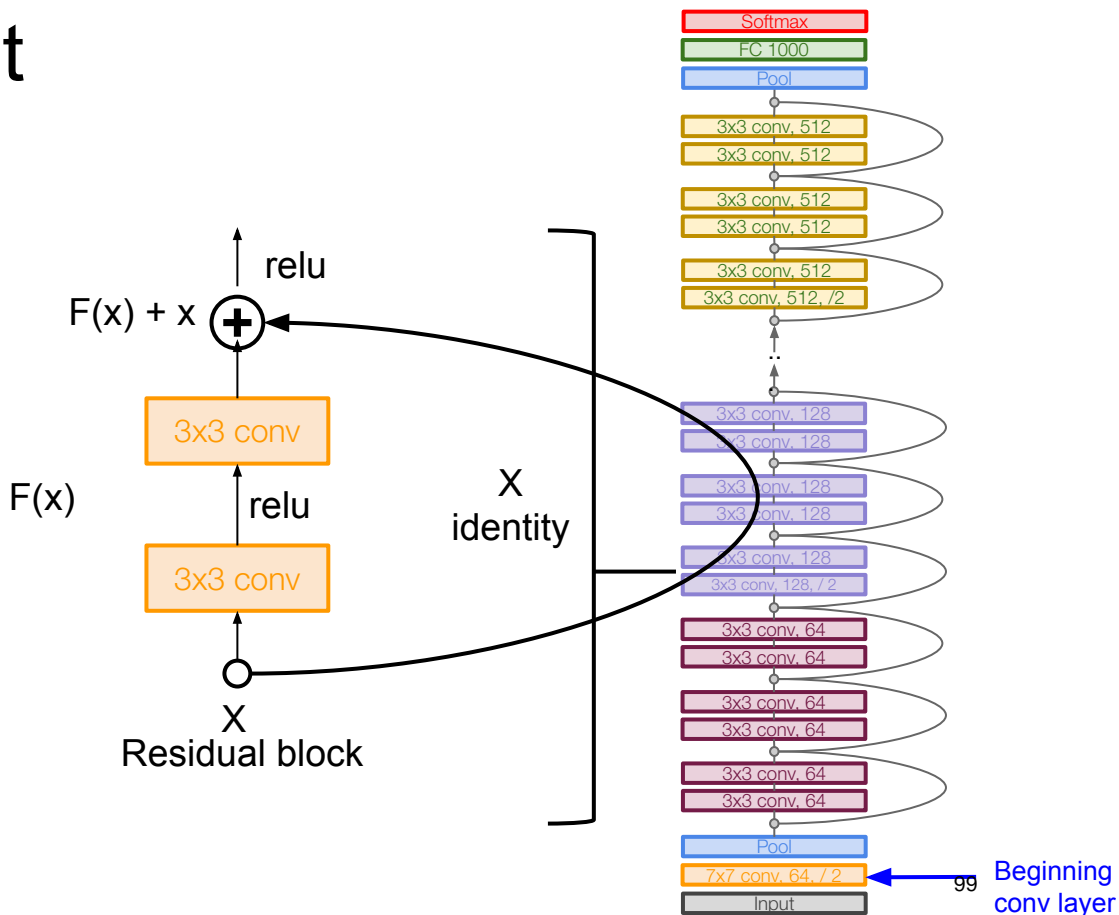 t
relu
F(x) + x
3x3 conv
F(x)
relu
3x3 conv
X
Residual block
X
identity
Softmax
FC 1000
Pool
3x3 conv, 512
3x3 conv, 512
3x3 conv, 512
3x3 conv, 512
3x3 conv, 512
3x3 conv, 512, /2
..
.
3x3 conv, 128
3x3 conv, 128
3x3 conv, 128
3x3 conv, 128
3x3 conv, 128
3x3 conv, 128, / 2
3x3 conv, 64
3x3 conv, 64
3x3 conv, 64
3x3 conv, 64
3x3 conv, 64
3x3 conv, 64
Pool
7x7 conv, 64, / 2
Input
99
Beginning
conv layer